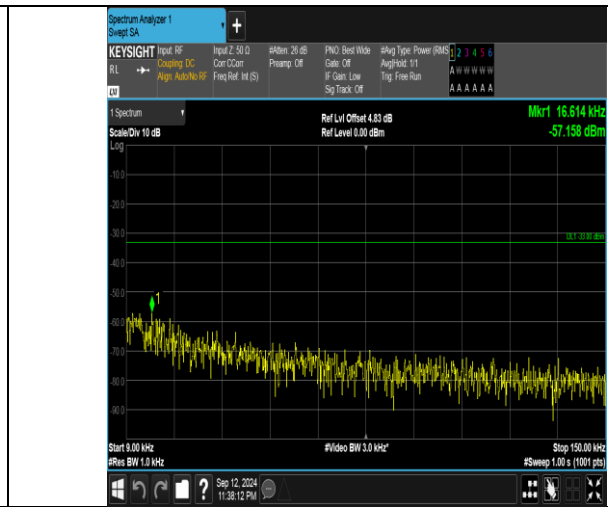 Spectrum Analyzer 1
Swept SA
+
KEYSIGHT Input: RF Input Z: 50 Ω #Atten: 26 dB PNO: Best Wide #Avg Type: Power (RMS 1 2 3 4 5 6
RL Coupling: DC Corr CCorr Preamp: Off Gate: Off Avg|Hold: 1/1 A W W W W W
Align: Auto/No RF Freq Ref: Int (S) IF Gain: Low Trig: Free Run
LXI Sig Track: Off A A A A A A
1 Spectrum Ref Lvl Offset 4.83 dB Mkr1 16.614 kHz
Scale/Div 10 dB Ref Level 0.00 dBm -57.158 dBm
Log
-10.0
-20.0
-30.0
DL1 -33.00 dBm
-40.0
-50.0
1
-60.0
-70.0
-80.0
-90.0
Start 9.00 kHz #Video BW 3.0 kHz* Stop 150.00 kHz
#Res BW 1.0 kHz #Sweep 1.00 s (1001 pts)
? Sep 12, 2024
11:38:12 PM